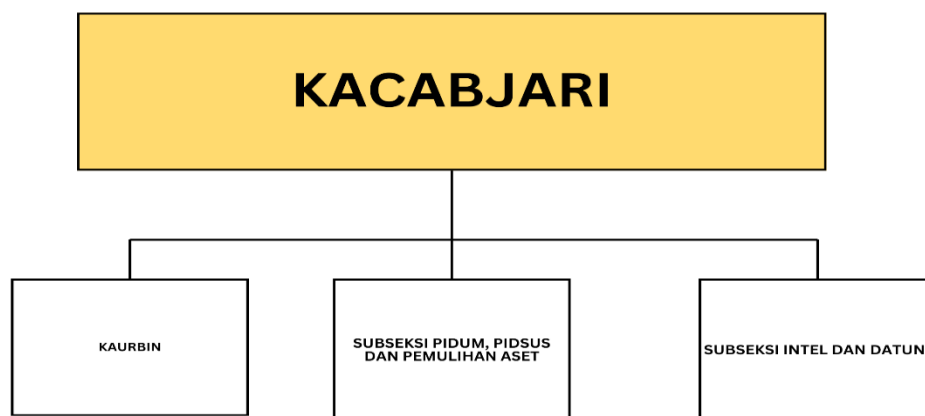 KACABJARI
KAURBIN
SUBSEKSI PIDUM, PIDSUS
DAN PEMULIHAN ASET
SUBSEKSI INTEL DAN DATUN